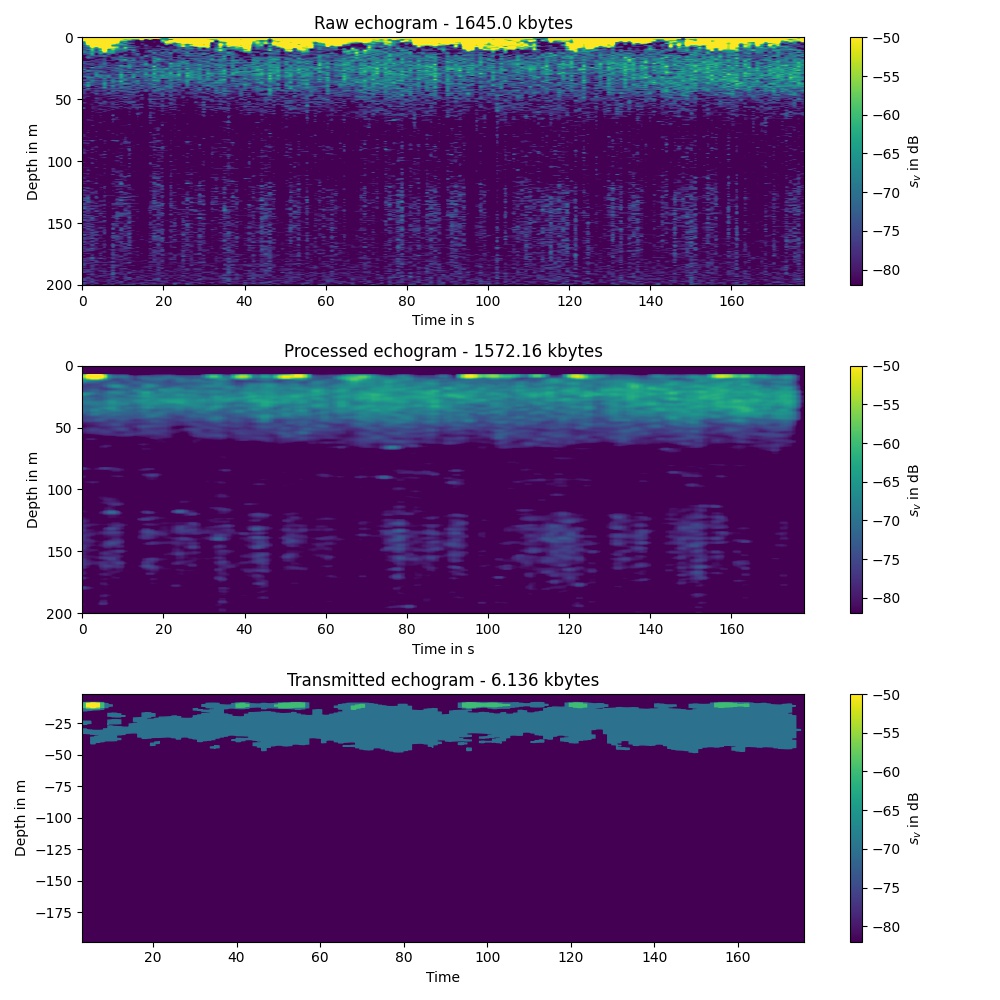 Raw echogram - 1645.0 kbytes
0
50
100
150
200
Depth in m
0 20 40 60 80 100 120 140 160
Time in s
−50
−55
−60
−65
−70
−75
−80
sv in dB
Processed echogram - 1572.16 kbytes
0
50
100
150
200
Depth in m
0 20 40 60 80 100 120 140 160
Time in s
−50
−55
−60
−65
−70
−75
−80
sv in dB
Transmitted echogram - 6.136 kbytes
−25
−50
−75
−100
−125
−150
−175
Depth in m
20 40 60 80 100 120 140 160
Time
−50
−55
−60
−65
−70
−75
−80
sv in dB